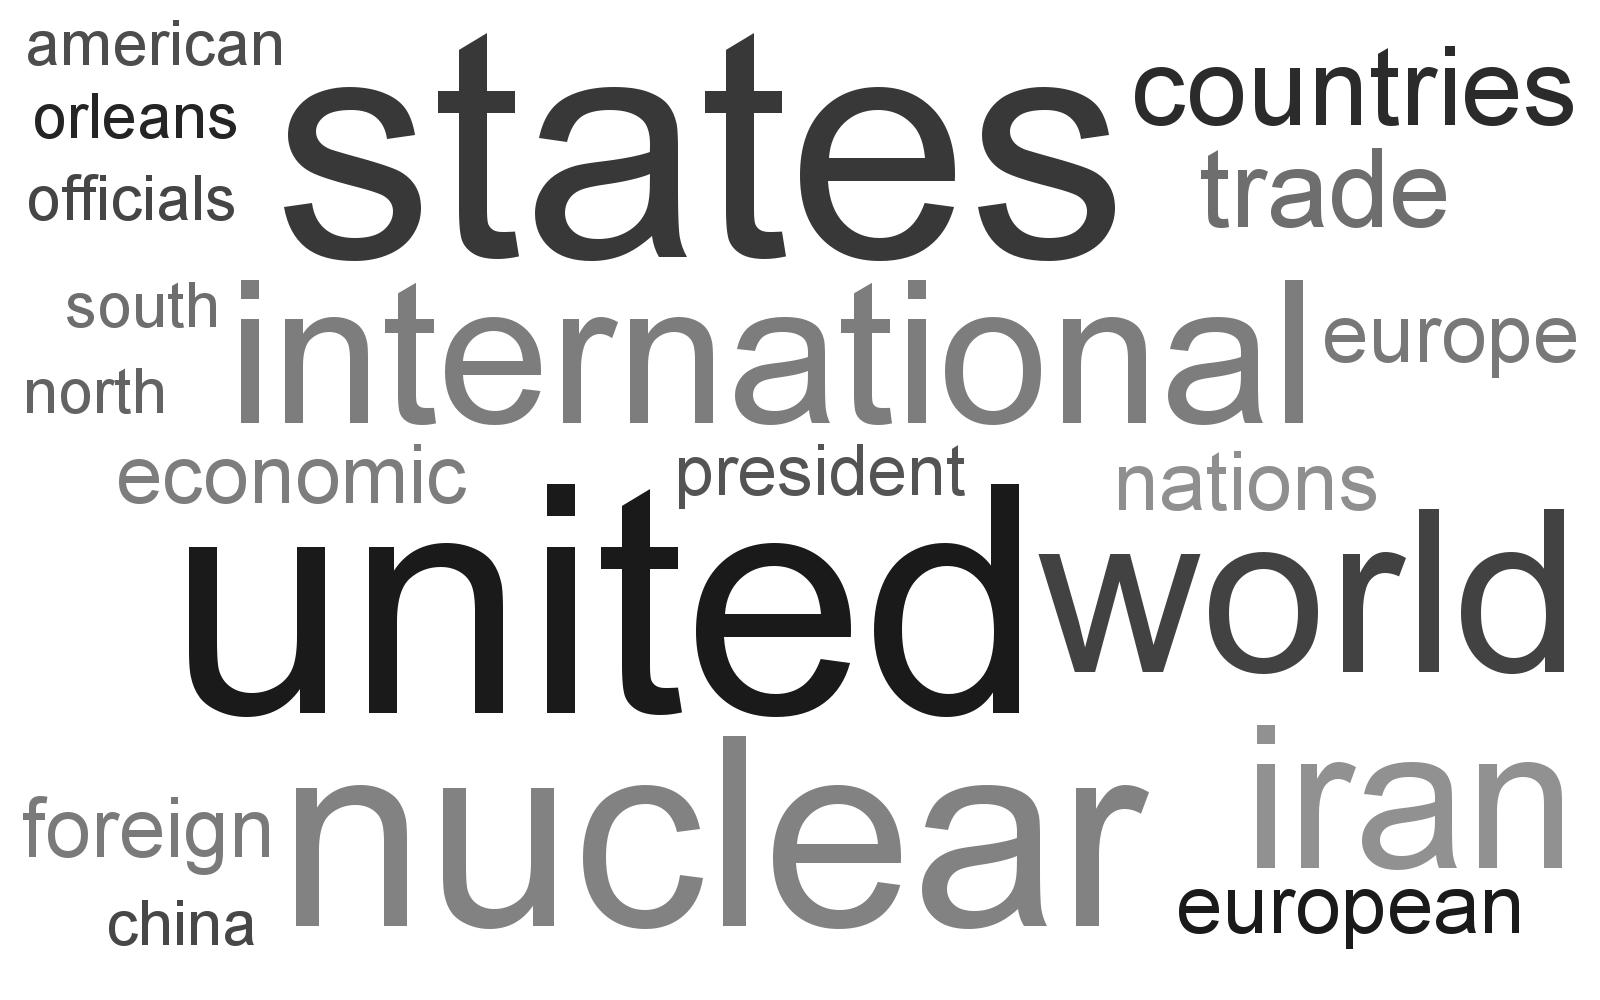 american
states
countries
orleans
trade
officials
south
international
europe
north
economic
president
nations
united
world
nuclear
iran
foreign
european
china